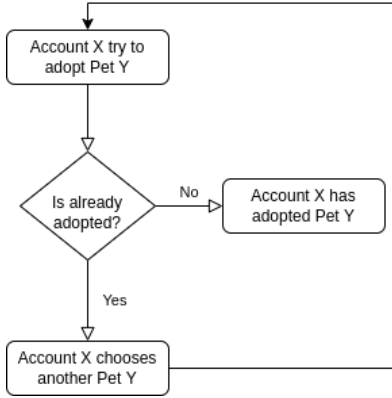 Account X try to
adopt Pet Y
Is already
adopted?
No
Account X has
adopted Pet Y
Yes
Account X chooses
another Pet Y